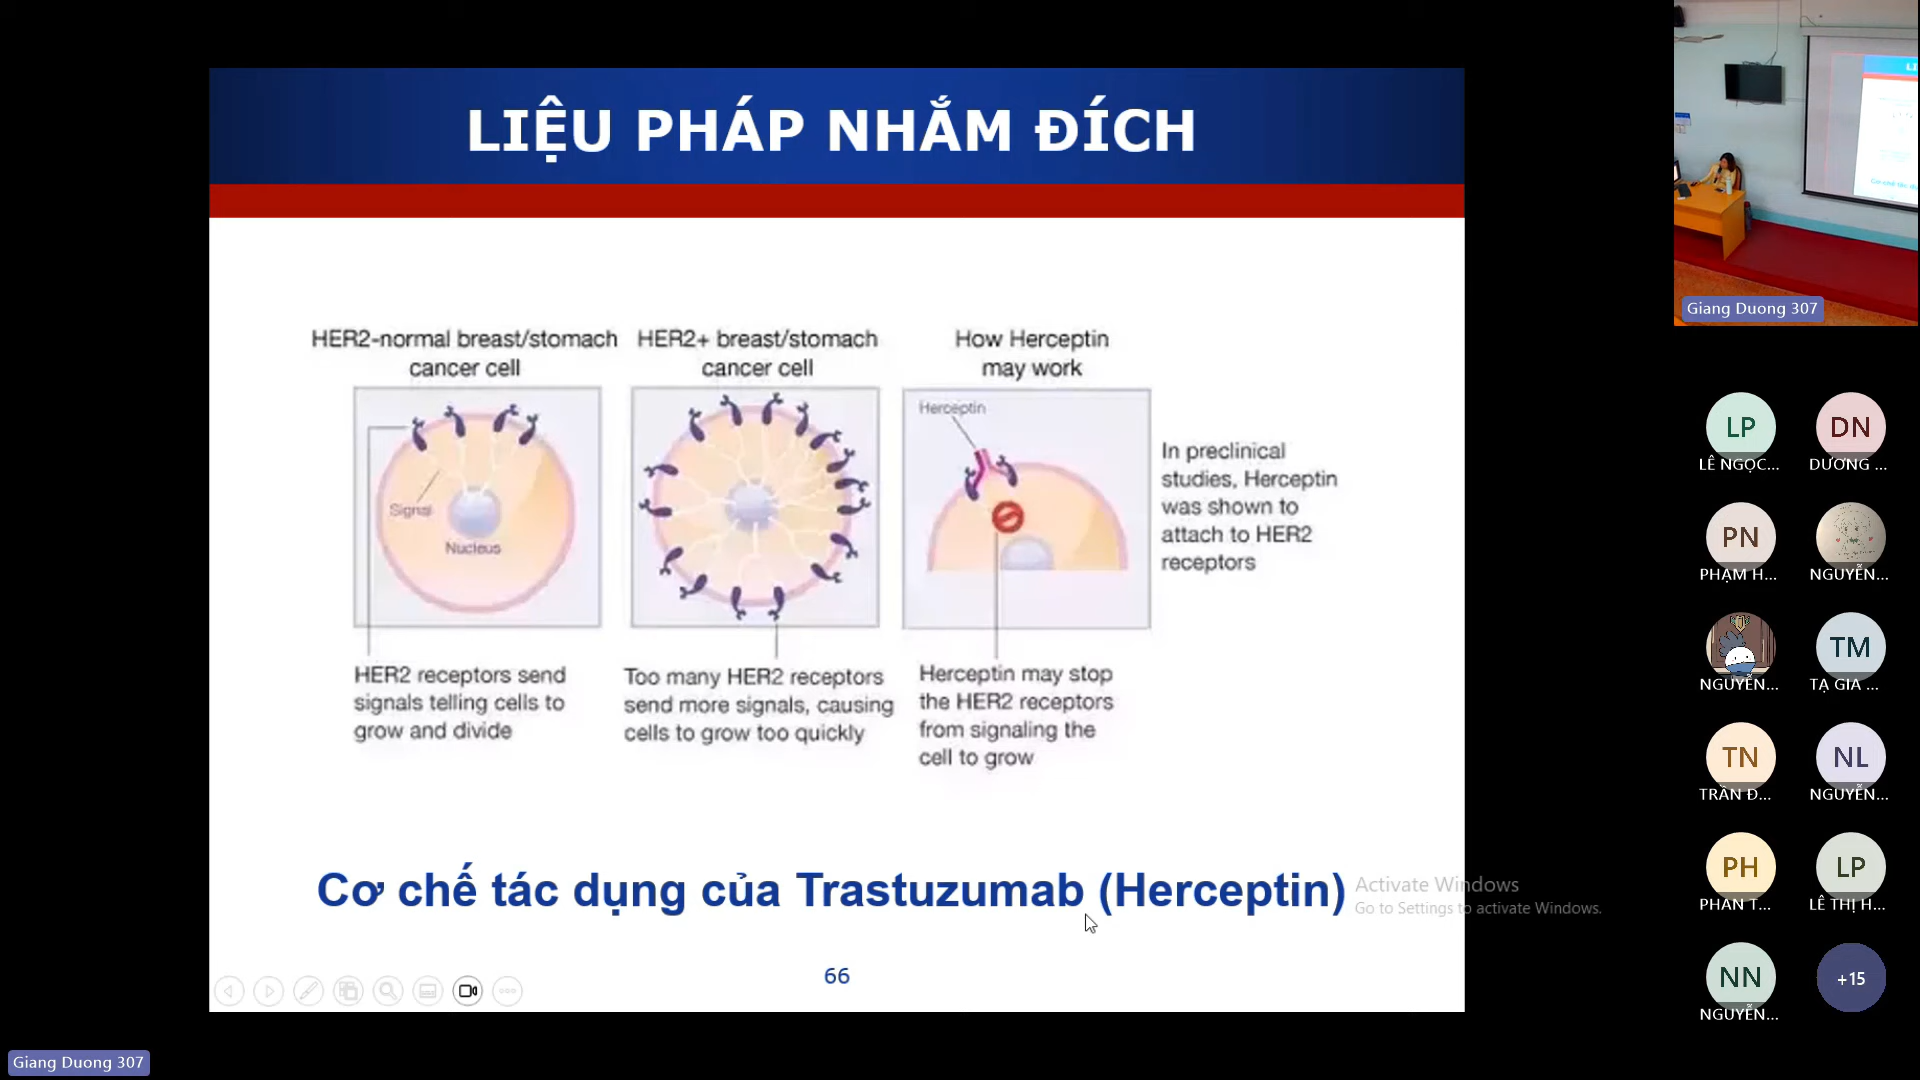 LIỆU PHÁP NHẮM ĐÍCH
HER2-normal breast/stomach
cancer cell
HER2+ breast/stomach
cancer cell
How Herceptin
may work
Signal
Nucleus
Herceptin
In preclinical
studies, Herceptin
was shown to
attach to HER2
receptors
HER2 receptors send
signals telling cells to
grow and divide
Too many HER2 receptors
send more signals, causing
cells to grow too quickly
Herceptin may stop
the HER2 receptors
from signaling the
cell to grow
Cơ chế tác dụng của Trastuzumab (Herceptin)
Activate Windows
Go to Settings to activate Windows.
66
Giang Duong 307
Giang Duong 307
LP
LÊ NGỌC...
DN
DƯƠNG ...
PN
PHẠM H...
NGUYỄN...
NGUYỄN...
TM
TẠ GIA ...
TN
TRẦN Đ...
NL
NGUYỄN...
PH
PHAN T...
LP
LÊ THỊ H...
NN
NGUYỄN...
+15